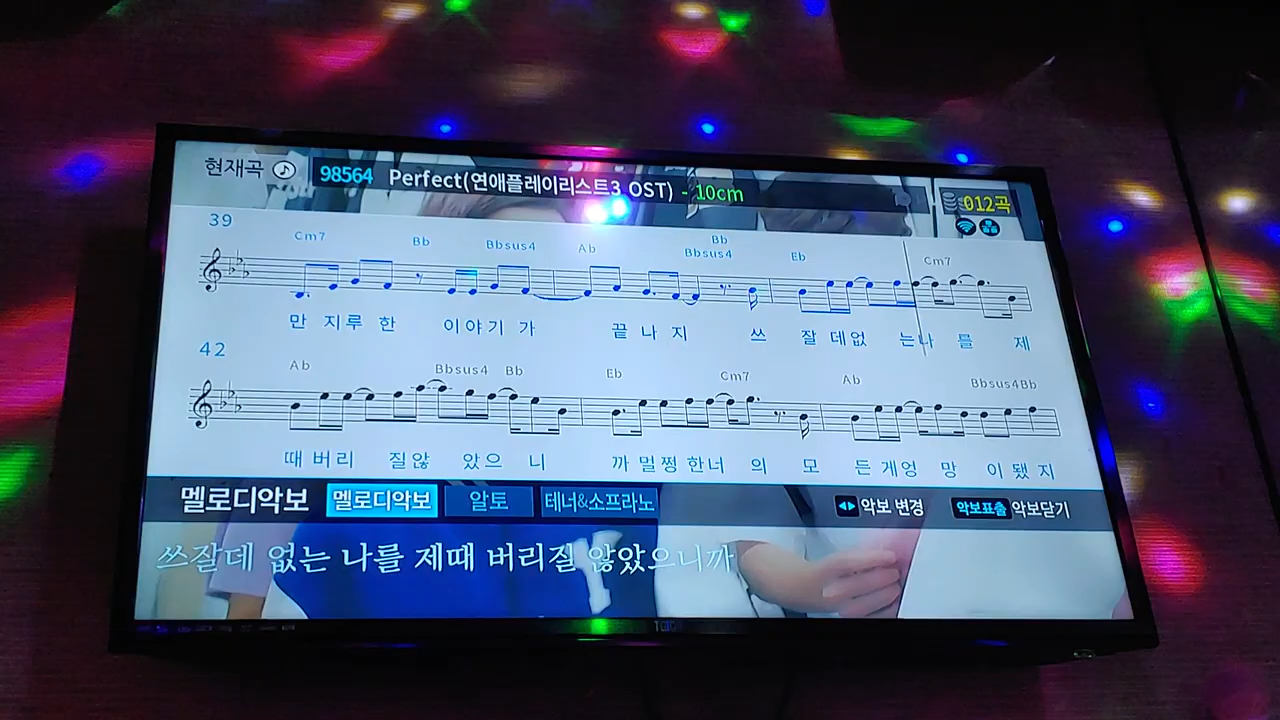 현재곡 98564 Perfect(연애플레이리스트3 OST) - 10cm
012곡
39
Cm7 Bb Bbsus4 Ab Bbsus4 Bb Eb Cm7
만 지루 한 이야기 가 끝 나 지 쓰 잘 데없 는나 를 제
42
Ab Bbsus4 Bb Eb Cm7 Ab Bbsus4Bb
때 버리 질않 았으 니 까 멀쩡 한너 의 모 든 게엉 망 이 됐 지
멜로디악보 멜로디악보 알토 테너&소프라노 악보 변경 악보표출 악보닫기
쓰잘데 없는 나를 제때 버리질 않았으니까